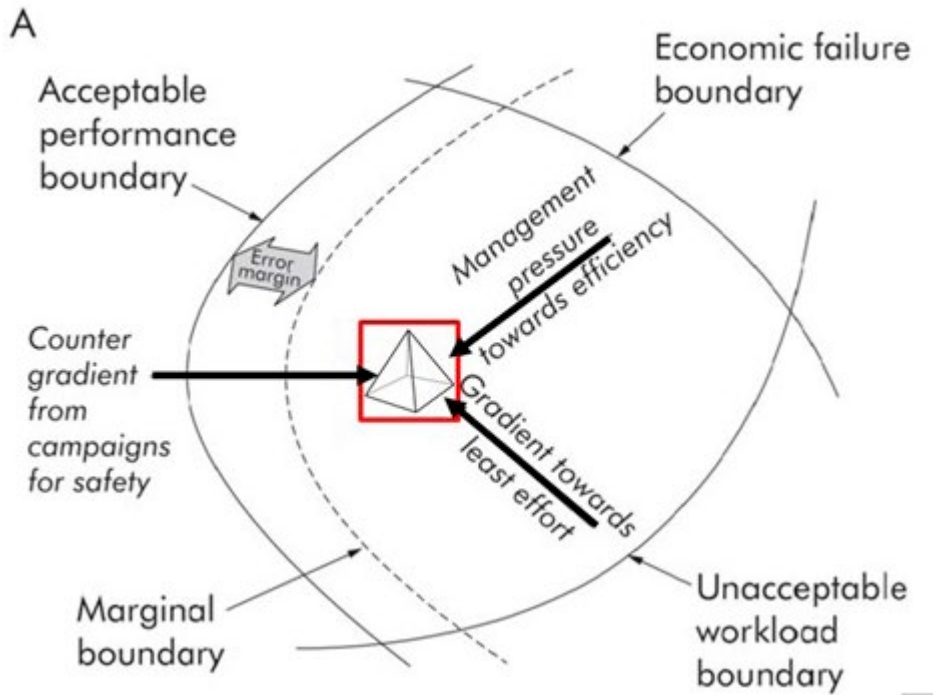 A
Economic failure
boundary
Acceptable
performance
boundary
Management
pressure
towards efficiency
Error
margin
Counter
gradient
from
campaigns
for safety
Gradient towards
least effort
Marginal
boundary
Unacceptable
workload
boundary